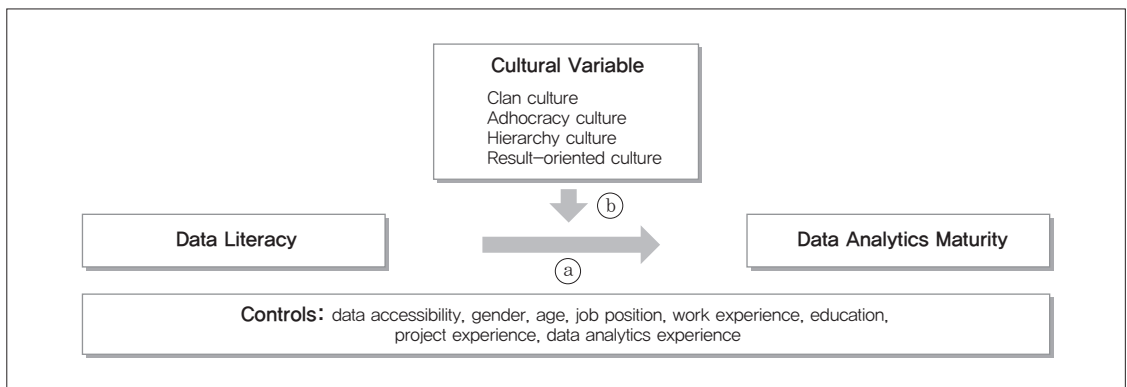 Cultural Variable
Clan culture
Adhocracy culture
Hierarchy culture
Result-oriented culture
ⓑ
Data Literacy
Data Analytics Maturity
ⓐ
Controls: data accessibility, gender, age, job position, work experience, education,
project experience, data analytics experience